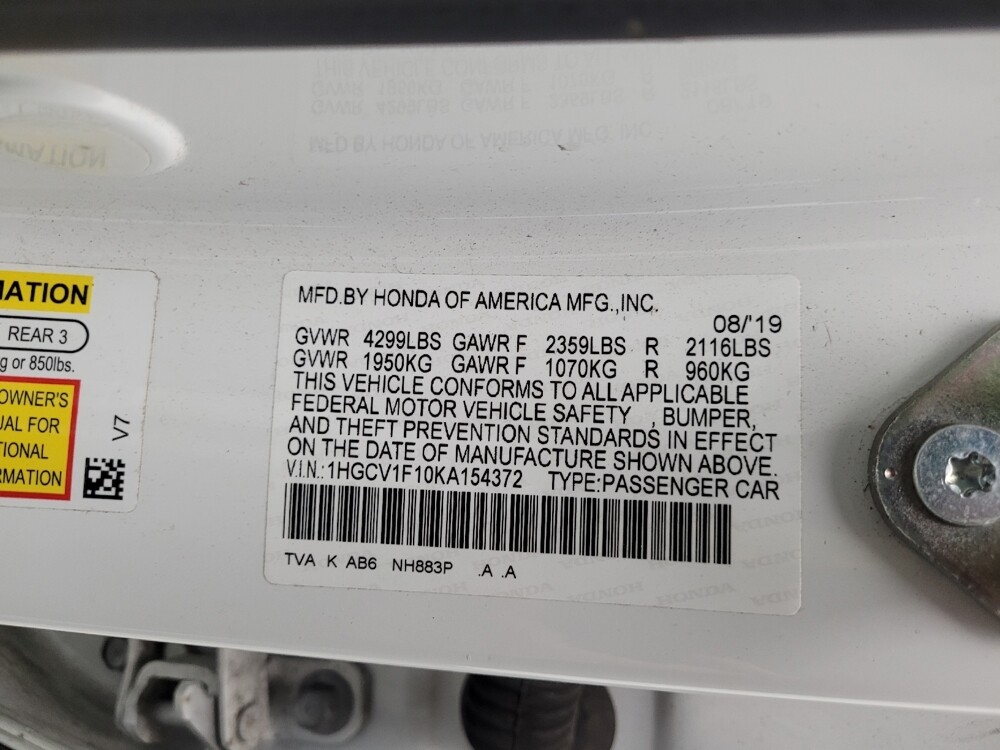 MATION
REAR 3
g or 850lbs.
OWNER'S
UAL FOR
TIONAL
RMATION
V7
MFD.BY HONDA OF AMERICA MFG.,INC.
08/'19
GVWR 4299LBS GAWR F 2359LBS R 2116LBS
GVWR 1950KG GAWR F 1070KG R 960KG
THIS VEHICLE CONFORMS TO ALL APPLICABLE
FEDERAL MOTOR VEHICLE SAFETY , BUMPER,
AND THEFT PREVENTION STANDARDS IN EFFECT
ON THE DATE OF MANUFACTURE SHOWN ABOVE.
V.I.N.:1HGCV1F10KA154372 TYPE:PASSENGER CAR
TVA K AB6 NH883P .A .A
HONDA HONDA